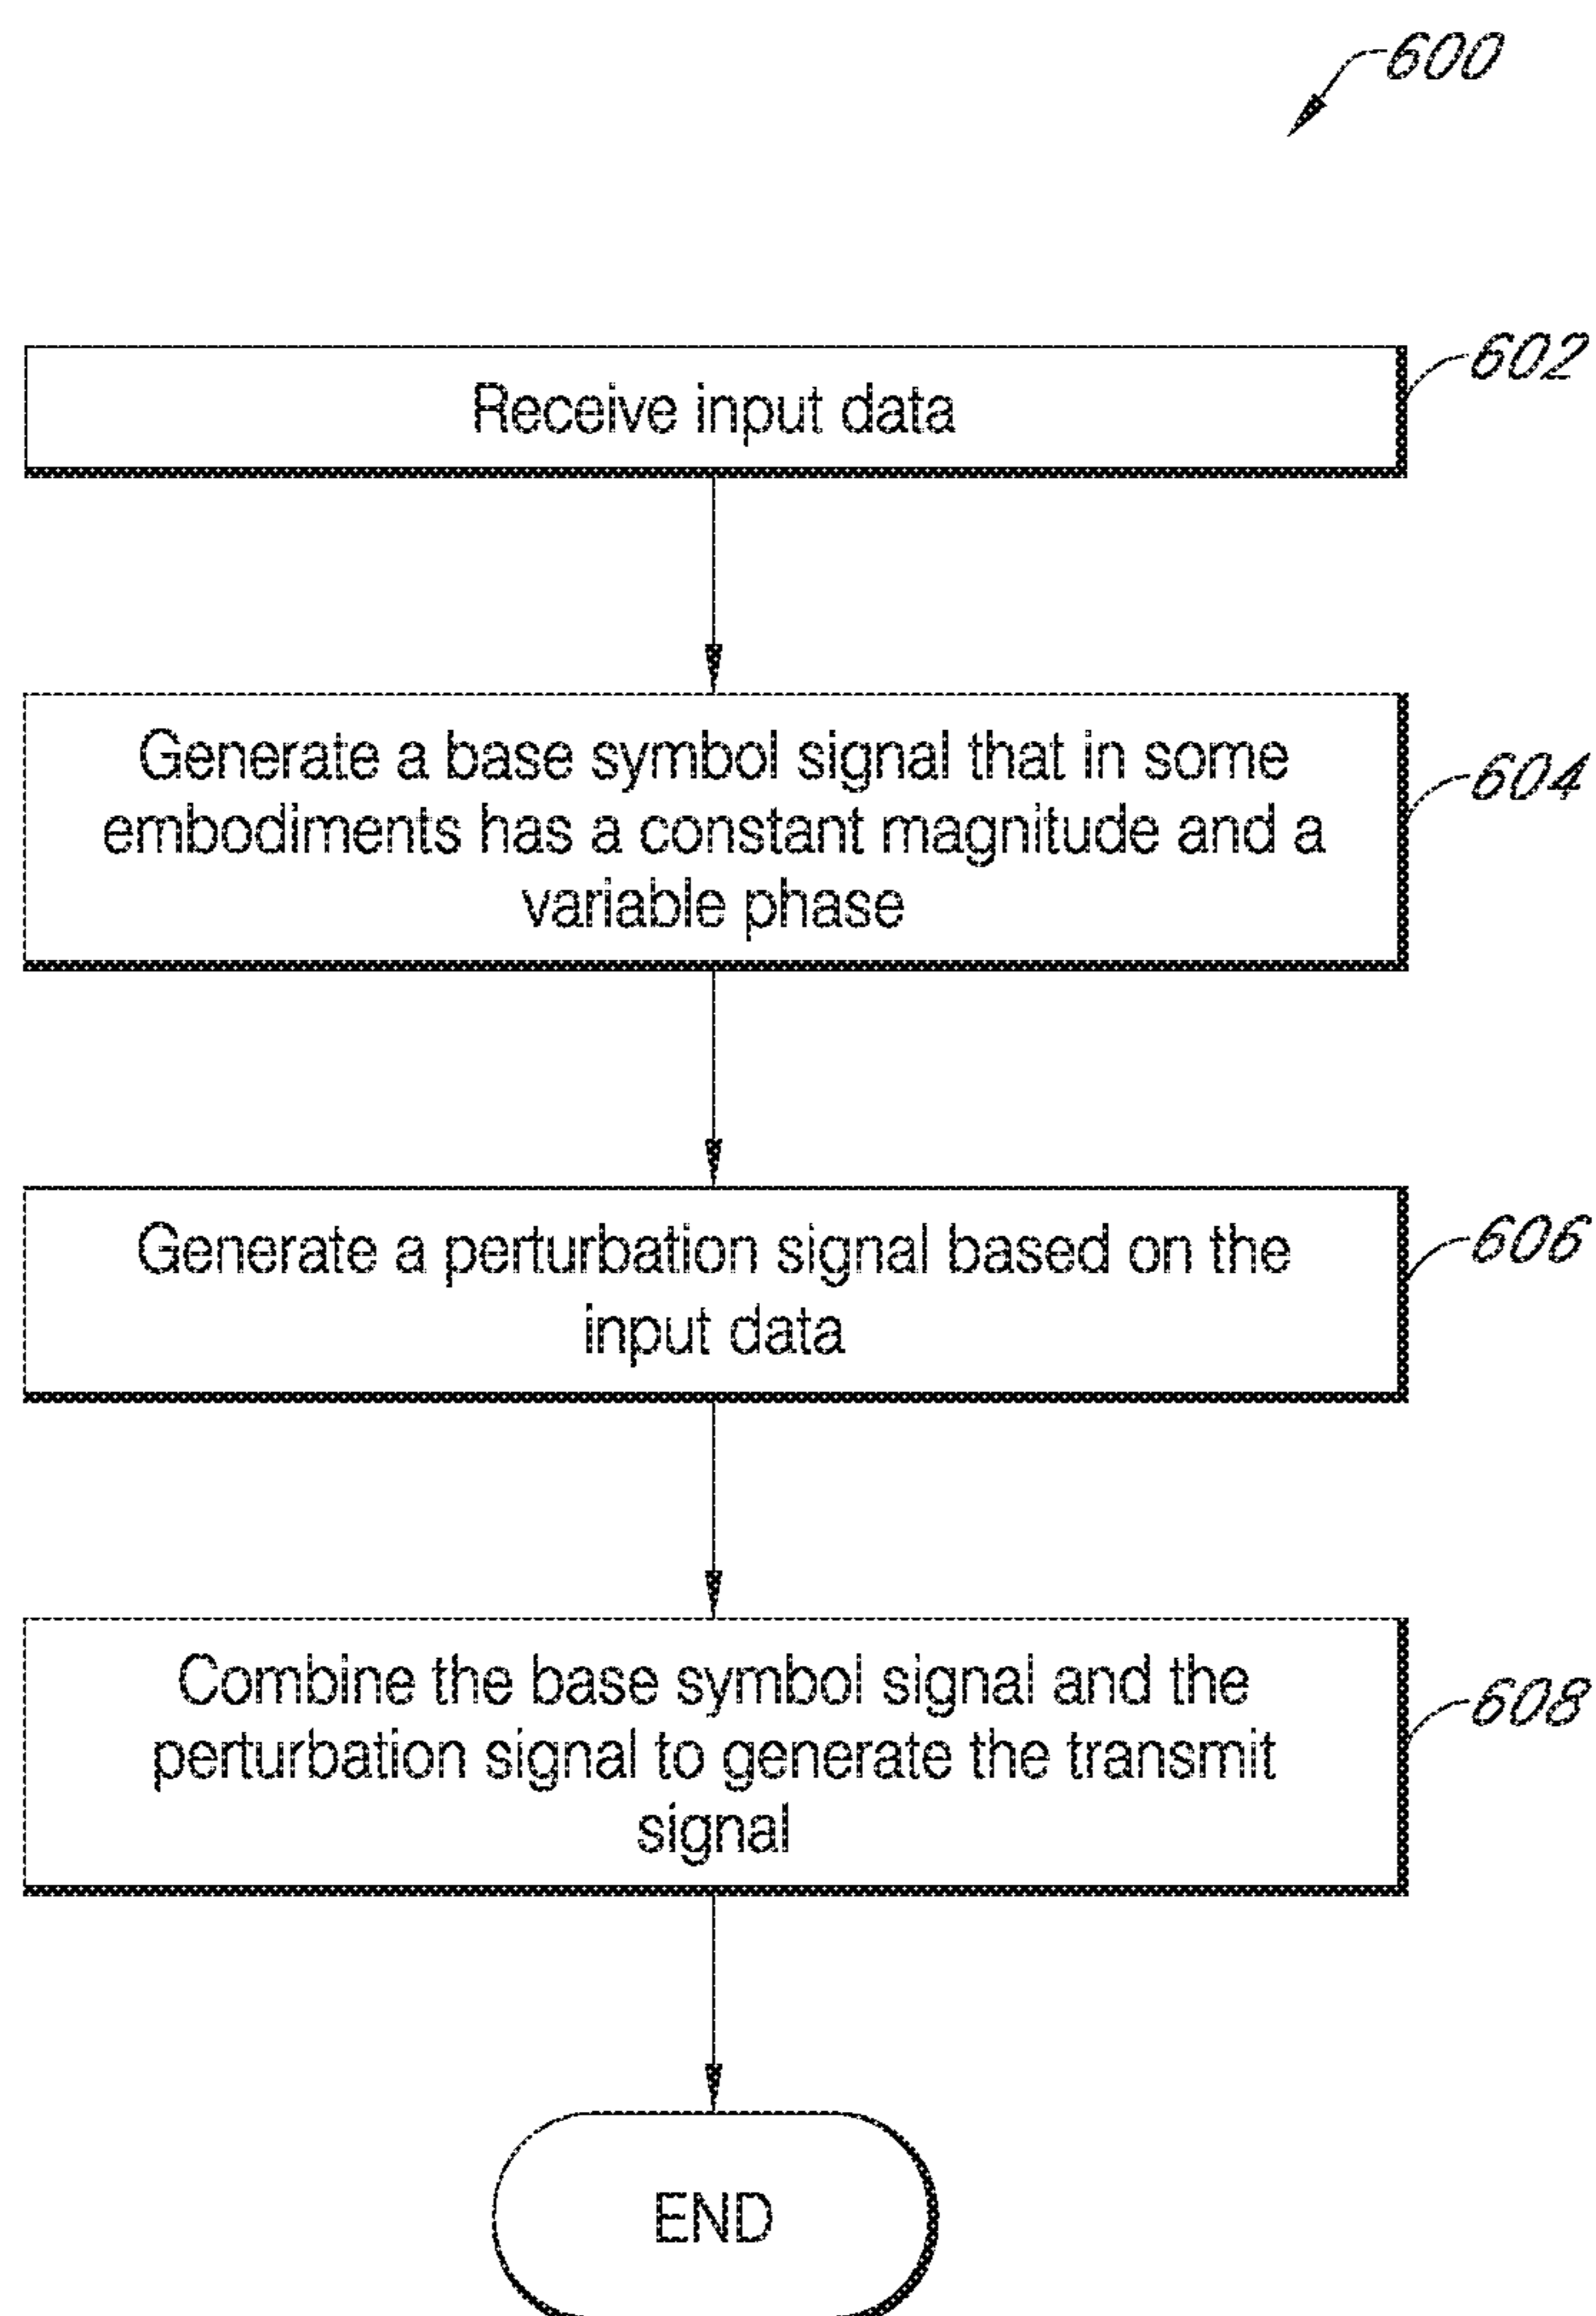 600
Receive input data
602
Generate a base symbol signal that in some
embodiments has a constant magnitude and a
variable phase
604
Generate a perturbation signal based on the
input data
606
Combine the base symbol signal and the
perturbation signal to generate the transmit
signal
608
END